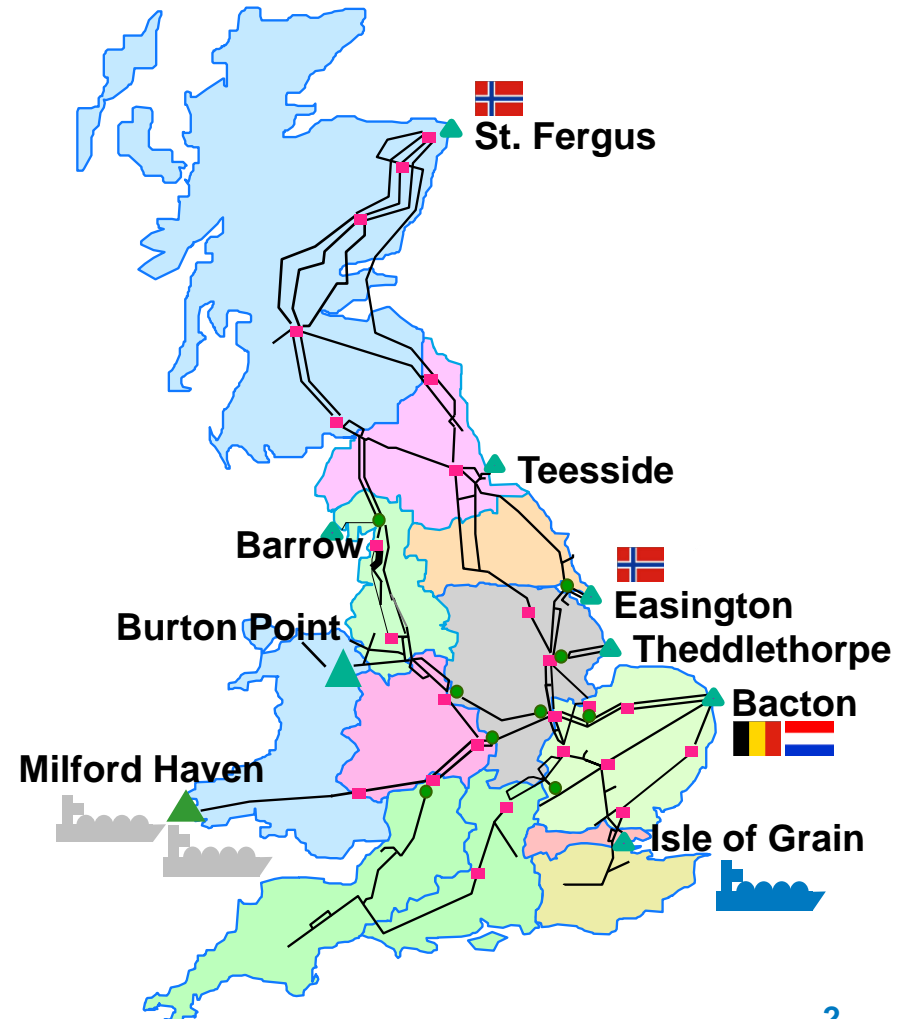 St. Fergus
Teesside
Barrow
Easington
Burton Point
Theddlethorpe
Bacton
Milford Haven
Isle of Grain
2